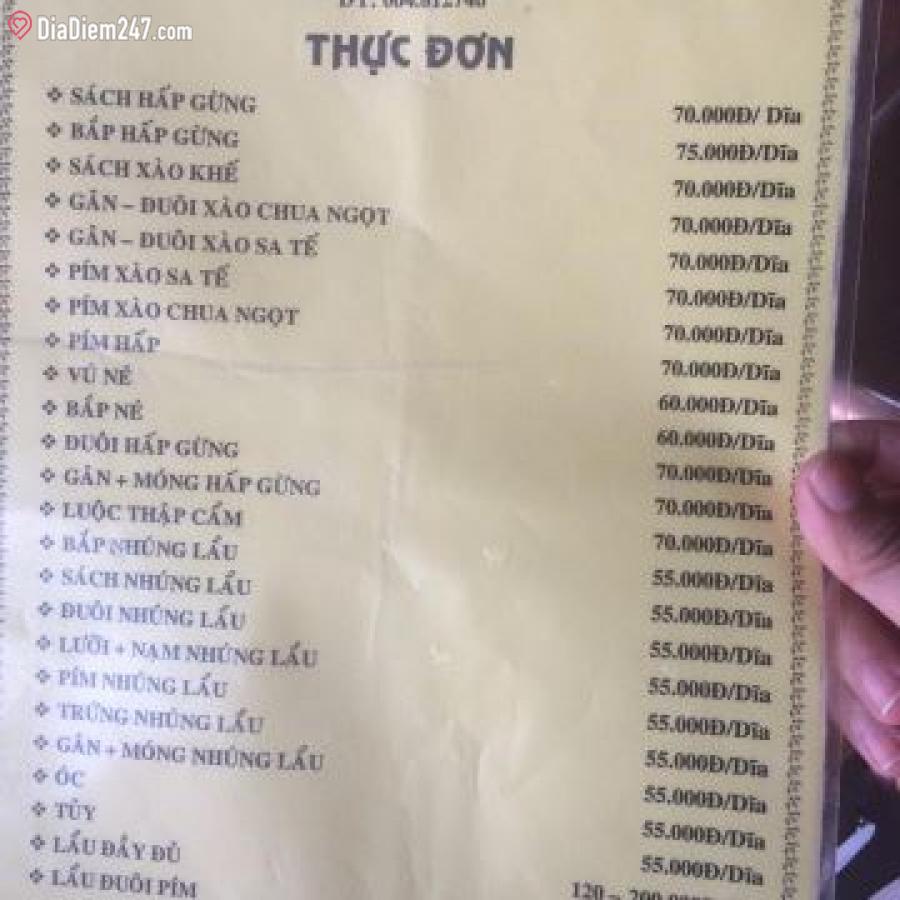 DiaDiem247.com
THỰC ĐƠN
❖ SÁCH HẤP GỪNG 70.000Đ/ Dĩa
❖ BẮP HẤP GỪNG 75.000Đ/Dĩa
❖ SÁCH XÀO KHẾ 70.000Đ/Dĩa
❖ GÂN – ĐUÔI XÀO CHUA NGỌT 70.000Đ/Dĩa
❖ GÂN – ĐUÔI XÀO SA TẾ 70.000Đ/Dĩa
❖ PÍM XÀO SA TẾ 70.000Đ/Dĩa
❖ PÍM XÀO CHUA NGỌT 70.000Đ/Dĩa
❖ PÍM HẤP 70.000Đ/Dĩa
❖ VÚ NÉ 60.000Đ/Dĩa
❖ BẮP NÉ 60.000Đ/Dĩa
❖ ĐUÔI HẤP GỪNG 70.000Đ/Dĩa
❖ GÂN + MÓNG HẤP GỪNG 70.000Đ/Dĩa
❖ LUỘC THẬP CẨM 70.000Đ/Dĩa
❖ BẮP NHÚNG LẨU 55.000Đ/Dĩa
❖ SÁCH NHÚNG LẨU 55.000Đ/Dĩa
❖ ĐUÔI NHÚNG LẨU 55.000Đ/Dĩa
❖ LƯỠI + NẠM NHÚNG LẨU 55.000Đ/Dĩa
❖ PÍM NHÚNG LẨU 55.000Đ/Dĩa
❖ TRỨNG NHÚNG LẨU 55.000Đ/Dĩa
❖ GÂN + MÓNG NHÚNG LẨU 55.000Đ/Dĩa
❖ ÓC 55.000Đ/Dĩa
❖ TỦY 55.000Đ/Dĩa
❖ LẨU ĐẦY ĐỦ 120 –
❖ LẨU ĐUÔI PÍM